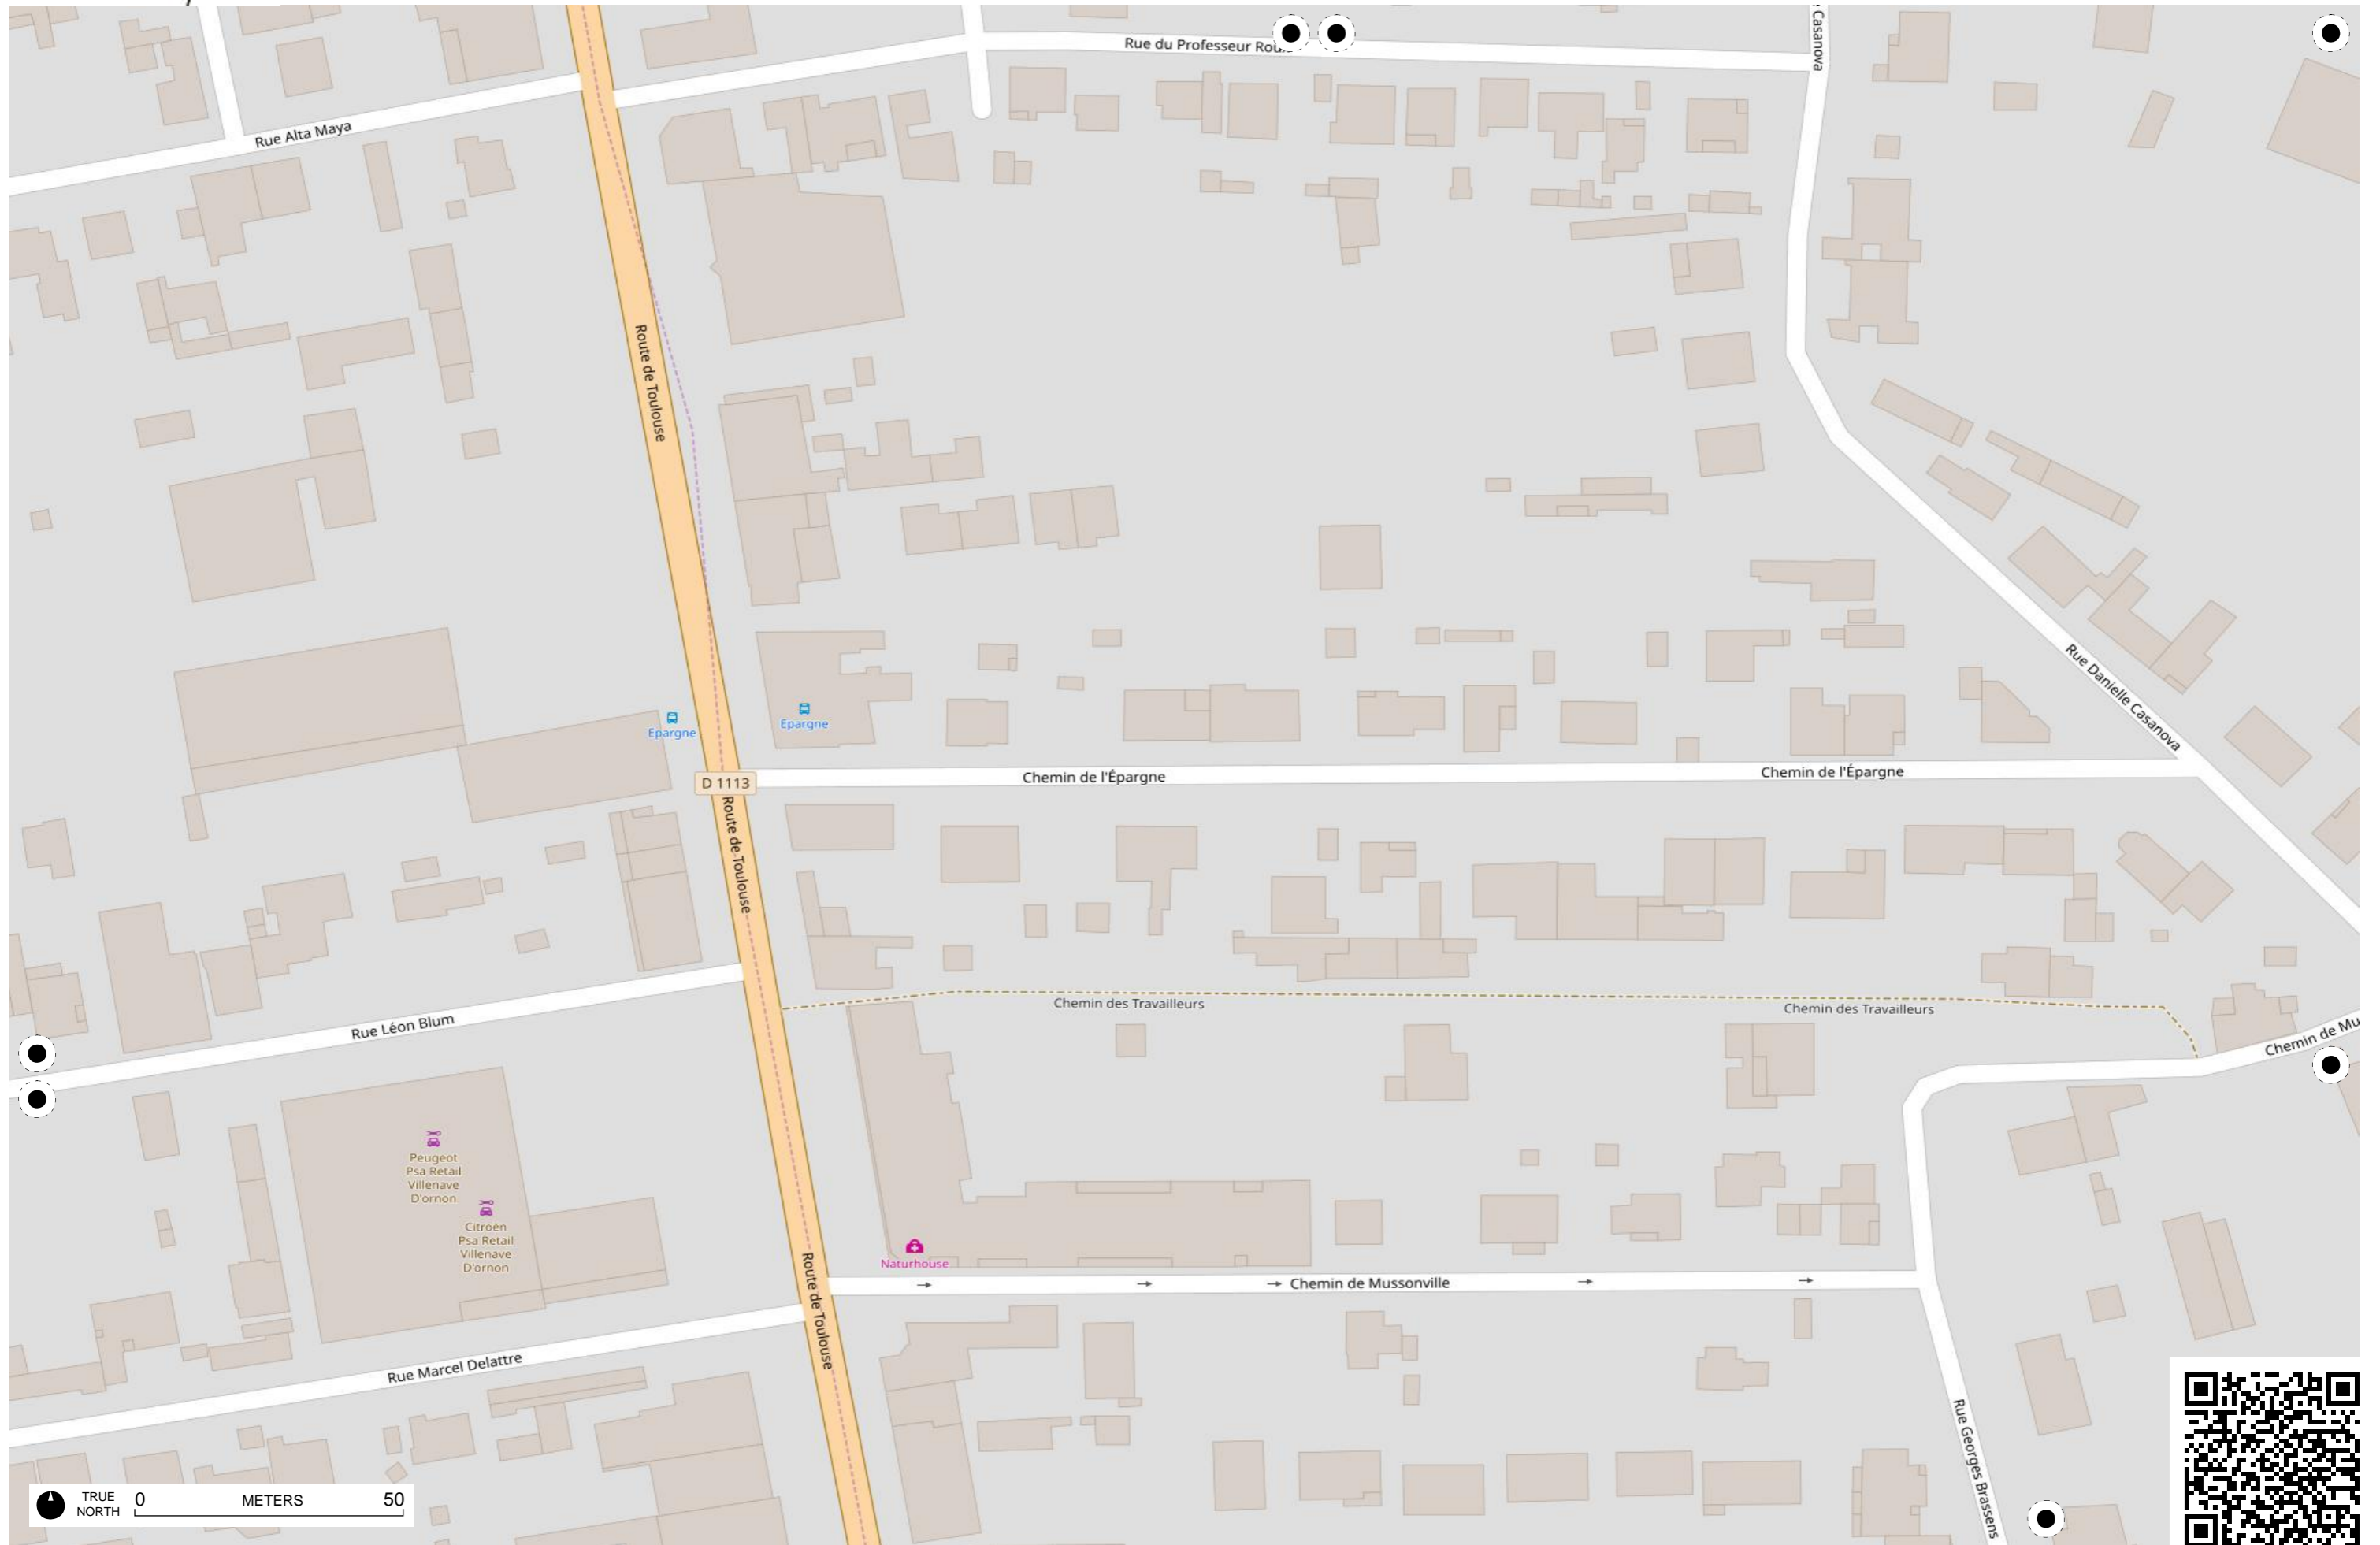 Rue du Professeur Rou
Casanova
Rue Alta Maya
Route de Toulouse
Rue Danielle Casanova
Epargne
Epargne
D 1113
Chemin de l'Épargne
Chemin de l'Épargne
Route de Toulouse
Chemin des Travailleurs
Chemin des Travailleurs
Rue Léon Blum
Chemin de Mu
Peugeot
Psa Retail
Villenave
D'ornon
Citroën
Psa Retail
Villenave
D'ornon
Naturhouse
Chemin de Mussonville
Route de Toulouse
Rue Marcel Delattre
Rue Georges Brassens
TRUE
NORTH
0
METERS
50